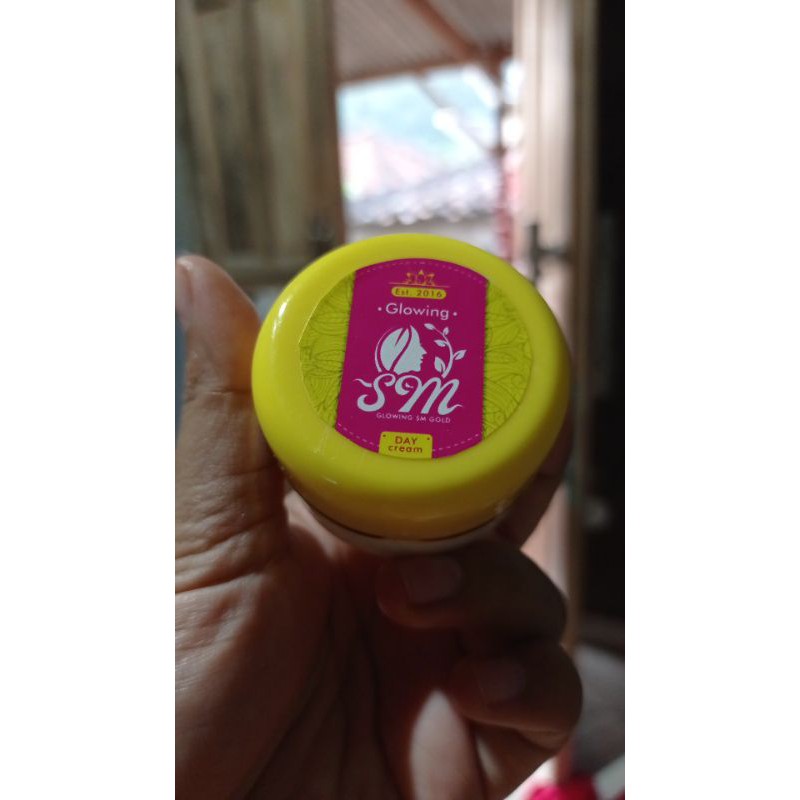 Est. 2016
• Glowing •
SM
GLOWING SM GOLD
DAY
cream